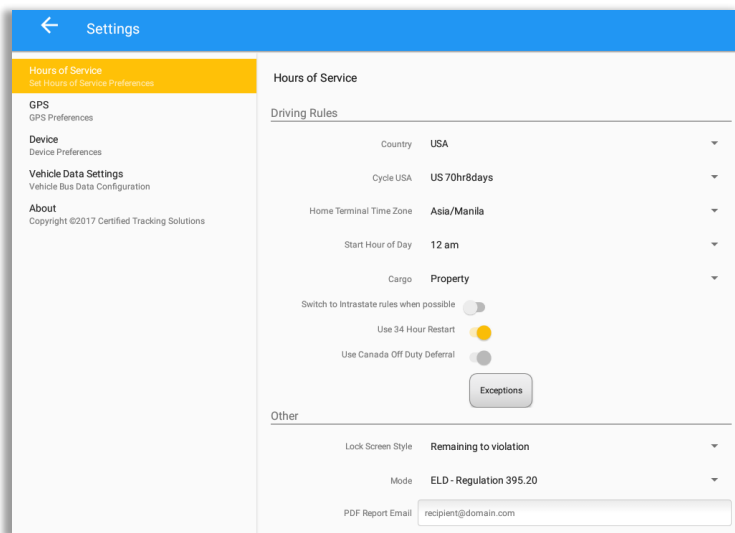 Settings
Hours of Service
Set Hours of Service Preferences
GPS
GPS Preferences
Device
Device Preferences
Vehicle Data Settings
Vehicle Bus Data Configuration
About
Copyright ©2017 Certified Tracking Solutions
Hours of Service
Driving Rules
Country USA
Cycle USA US 70hr8days
Home Terminal Time Zone Asia/Manila
Start Hour of Day 12 am
Cargo Property
Switch to Intrastate rules when possible
Use 34 Hour Restart
Use Canada Off Duty Deferral
Exceptions
Other
Lock Screen Style Remaining to violation
Mode ELD - Regulation 395.20
PDF Report Email recipient@domain.com